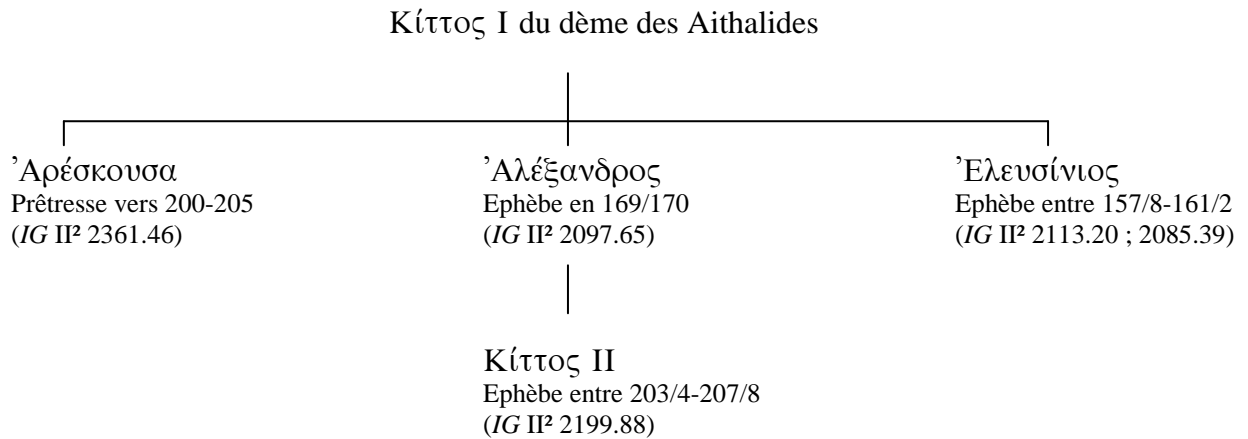 Κίττος I du dème des Aithalides
Ἀρέσκουσα
Prêtresse vers 200-205
(IG II² 2361.46)
Ἀλέξανδρος
Ephèbe en 169/170
(IG II² 2097.65)
Ἐλευσίνιος
Ephèbe entre 157/8-161/2
(IG II² 2113.20 ; 2085.39)
Κίττος II
Ephèbe entre 203/4-207/8
(IG II² 2199.88)